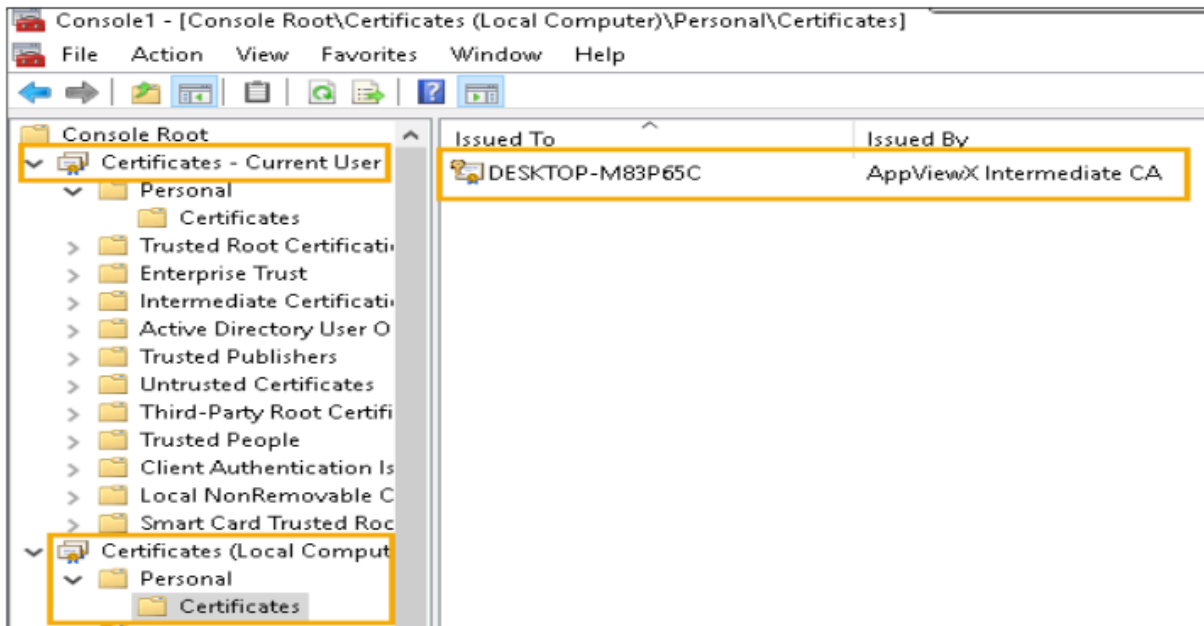 Console1 - [Console Root\Certificates (Local Computer)\Personal\Certificates]
File Action View Favorites Window Help
Console Root
Certificates - Current User
Personal
Certificates
Trusted Root Certificati
Enterprise Trust
Intermediate Certificati
Active Directory User O
Trusted Publishers
Untrusted Certificates
Third-Party Root Certifi
Trusted People
Client Authentication Is
Local NonRemovable C
Smart Card Trusted Roo
Certificates (Local Comput
Personal
Certificates
Issued To Issued By
DESKTOP-M83P65C AppViewX Intermediate CA